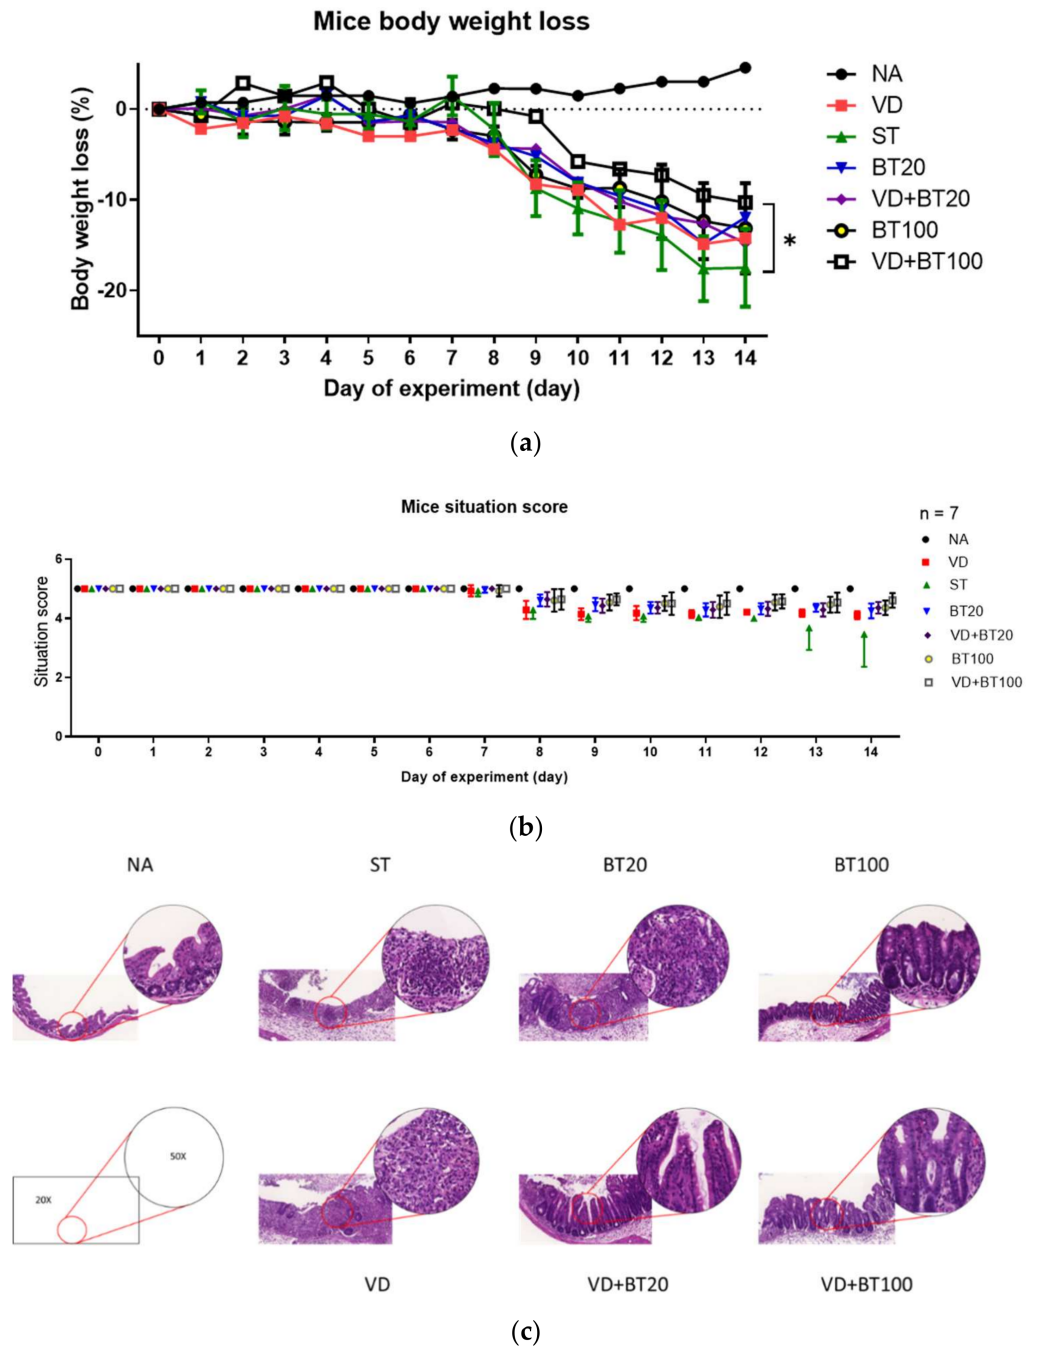 Mice body weight loss
Body weight loss (%)
0
-10
-20
0 1 2 3 4 5 6 7 8 9 10 11 12 13 14
Day of experiment (day)
NA
VD
ST
BT20
VD+BT20
BT100
VD+BT100
*
(a)
Mice situation score
Situation score
6
4
2
0
0 1 2 3 4 5 6 7 8 9 10 11 12 13 14
Day of experiment (day)
n = 7
NA
VD
ST
BT20
VD+BT20
BT100
VD+BT100
(b)
NA ST BT20 BT100
50X
20X
VD VD+BT20 VD+BT100
(c)